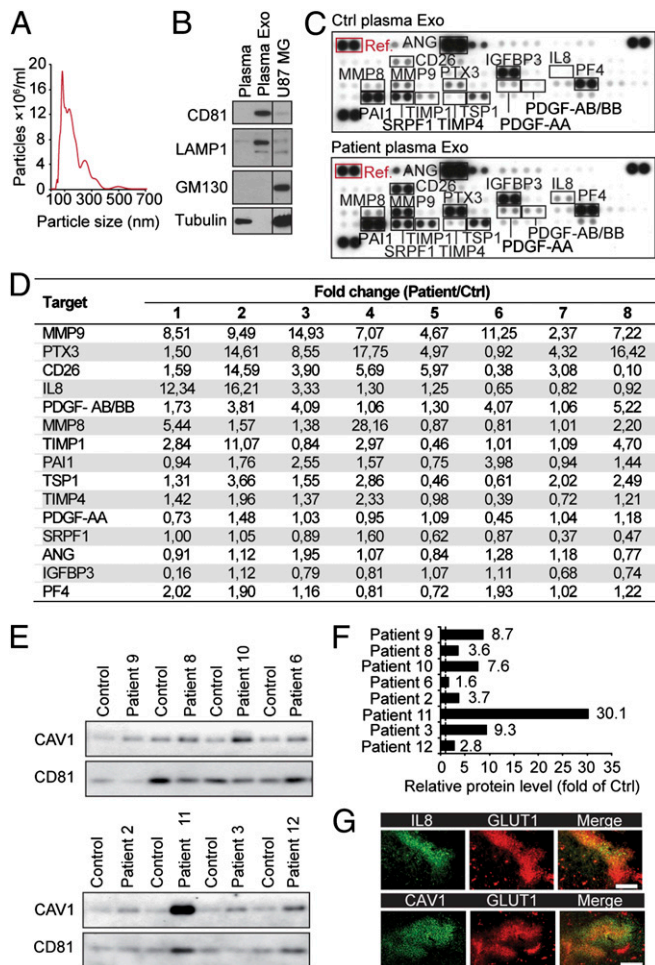 A
Particles ×10⁶/ml
20
16
12
8
4
0
100 300 500 700
Particle size (nm)
B
Plasma
Plasma Exo
U87 MG
CD81
LAMP1
GM130
Tubulin
C
Ctrl plasma Exo
Ref. ANG IGFBP3 IL8
CD26 PF4
MMP8 MMP9 PTX3
PAI1 TIMP1 TSP1 PDGF-AB/BB
SRPF1 TIMP4 PDGF-AA
Patient plasma Exo
Ref. ANG IGFBP3 IL8
CD26 PF4
MMP8 MMP9 PTX3
PAI1 TIMP1 TSP1 PDGF-AB/BB
SRPF1 TIMP4 PDGF-AA
D
Target Fold change (Patient/Ctrl)
1 2 3 4 5 6 7 8
MMP9 8,51 9,49 14,93 7,07 4,67 11,25 2,37 7,22
PTX3 1,50 14,61 8,55 17,75 4,97 0,92 4,32 16,42
CD26 1,59 14,59 3,90 5,69 5,97 0,38 3,08 0,10
IL8 12,34 16,21 3,33 1,30 1,25 0,65 0,82 0,92
PDGF- AB/BB 1,73 3,81 4,09 1,06 1,30 4,07 1,06 5,22
MMP8 5,44 1,57 1,38 28,16 0,87 0,81 1,01 2,20
TIMP1 2,84 11,07 0,84 2,97 0,46 1,01 1,09 4,70
PAI1 0,94 1,76 2,55 1,57 0,75 3,98 0,94 1,44
TSP1 1,31 3,66 1,55 2,86 0,46 0,61 2,02 2,49
TIMP4 1,42 1,96 1,37 2,33 0,98 0,39 0,72 1,21
PDGF-AA 0,73 1,48 1,03 0,95 1,09 0,45 1,04 1,18
SRPF1 1,00 1,05 0,89 1,60 0,62 0,87 0,37 0,47
ANG 0,91 1,12 1,95 1,07 0,84 1,28 1,18 0,77
IGFBP3 0,16 1,12 0,79 0,81 1,07 1,11 0,68 0,74
PF4 2,02 1,90 1,16 0,81 0,72 1,93 1,02 1,22
E
Control
Patient 9
Control
Patient 8
Control
Patient 10
Control
Patient 6
CAV1
CD81
Control
Patient 2
Control
Patient 11
Control
Patient 3
Control
Patient 12
CAV1
CD81
F
Patient 9 8.7
Patient 8 3.6
Patient 10 7.6
Patient 6 1.6
Patient 2 3.7
Patient 11 30.1
Patient 3 9.3
Patient 12 2.8
0 5 10 15 20 25 30 35
Relative protein level (fold of Ctrl)
G
IL8 GLUT1 Merge
CAV1 GLUT1 Merge